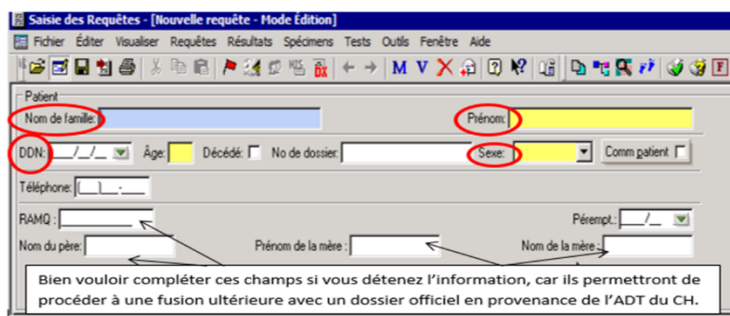 Saisie des Requêtes - [Nouvelle requête - Mode Édition]
Fichier Éditer Visualiser Requêtes Résultats Spécimens Tests Outils Fenêtre Aide
M V F
Patient
Nom de famille: Prénom:
DDN: __/__/__ Âge: Décédé: No de dossier: Sexe: Comm patient
Téléphone: (__)___-____
RAMQ : Pérempt.: __/__
Nom du père: Prénom de la mère : Nom de la mère :
Bien vouloir compléter ces champs si vous détenez l'information, car ils permettront de
procéder à une fusion ultérieure avec un dossier officiel en provenance de l'ADT du CH.